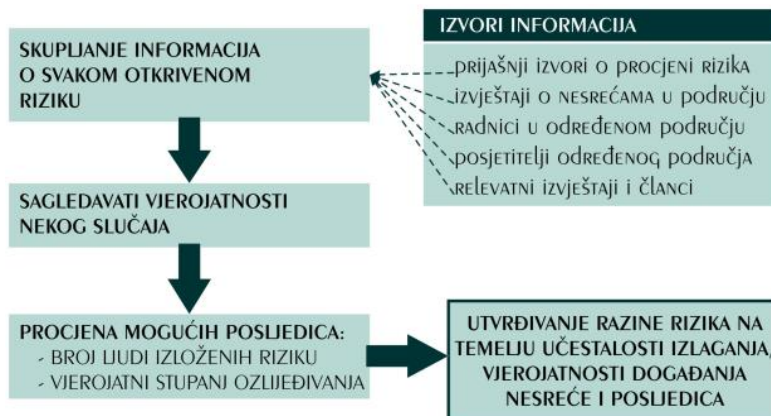 SKUPLJANJE INFORMACIJA
O SVAKOM OTKRIVENOM
RIZIKU
IZVORI INFORMACIJA
prijašnji izvori o procjeni rizika
izvještaji o nesrećama u području
radnici u određenom području
posjetitelji određenog područja
relevatni izvještaji i članci
SAGLEDAVATI VJEROJATNOSTI
NEKOG SLUČAJA
PROCJENA MOGUĆIH POSLJEDICA:
- BROJ LJUDI IZLOŽENIH RIZIKU
- VJEROJATNI STUPANJ OZLIJEĐIVANJA
UTVRĐIVANJE RAZINE RIZIKA NA
TEMELJU UČESTALOSTI IZLAGANJA,
VJEROJATNOSTI DOGAĐANJA
NESREĆE I POSLJEDICA